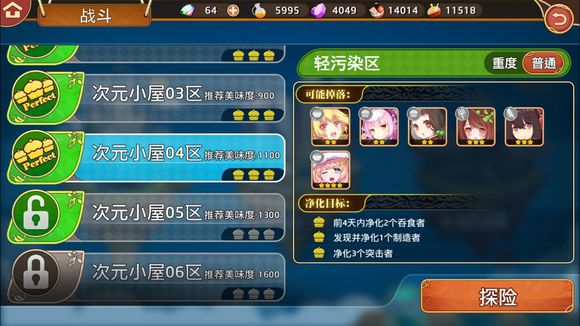 战斗
64
5995
4049
14014
11518
Perfect
次元小屋03区推荐美味度:900
Perfect
次元小屋04区推荐美味度:1100
次元小屋05区推荐美味度:1300
次元小屋06区推荐美味度:1600
轻污染区
重度
普通
可能掉落:
净化目标:
前4天内净化2个吞食者
发现并净化1个制造者
净化3个突击者
探险